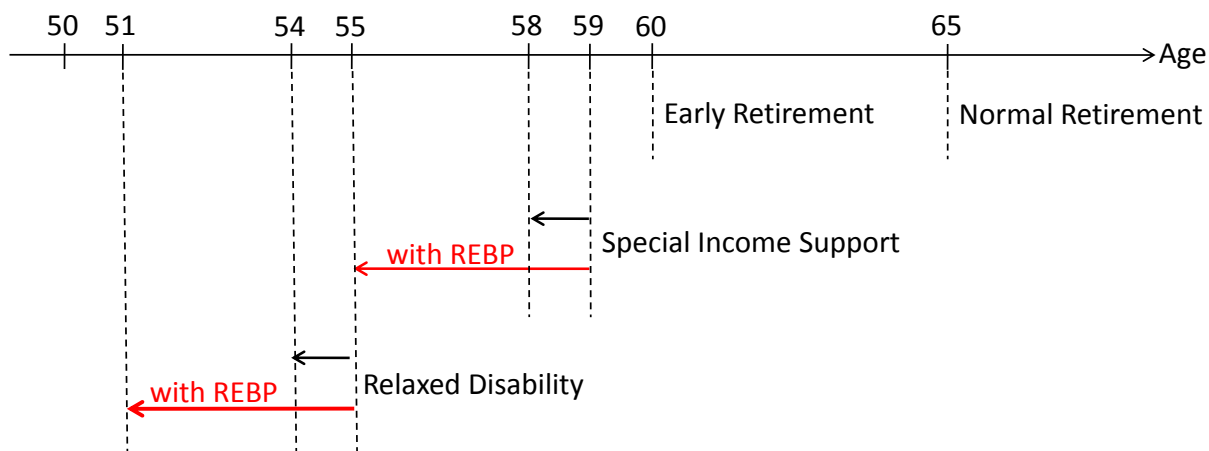 50 51 54 55 58 59 60 65
Age
Early Retirement Normal Retirement
Special Income Support
with REBP
Relaxed Disability
with REBP